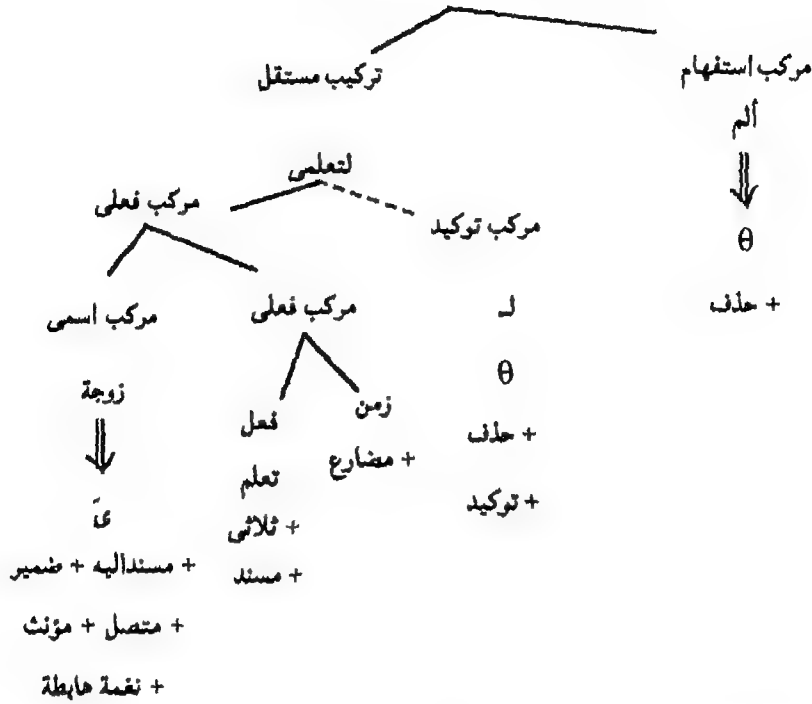 مركب استفهام
ألم
⇓
θ
+ حذف
تركيب مستقل
لتعلمى
مركب توكيد
لـ
θ
+ حذف
+ توكيد
مركب فعلى
مركب فعلى
زمن
+ مضارع
فعل
تعلم
+ ثلاثى
+ مسند
مركب اسمى
زوجة
⇓
ىَ
+ مسنداليه + ضمير
+ متصل + مؤنث
+ نغمة هابطة